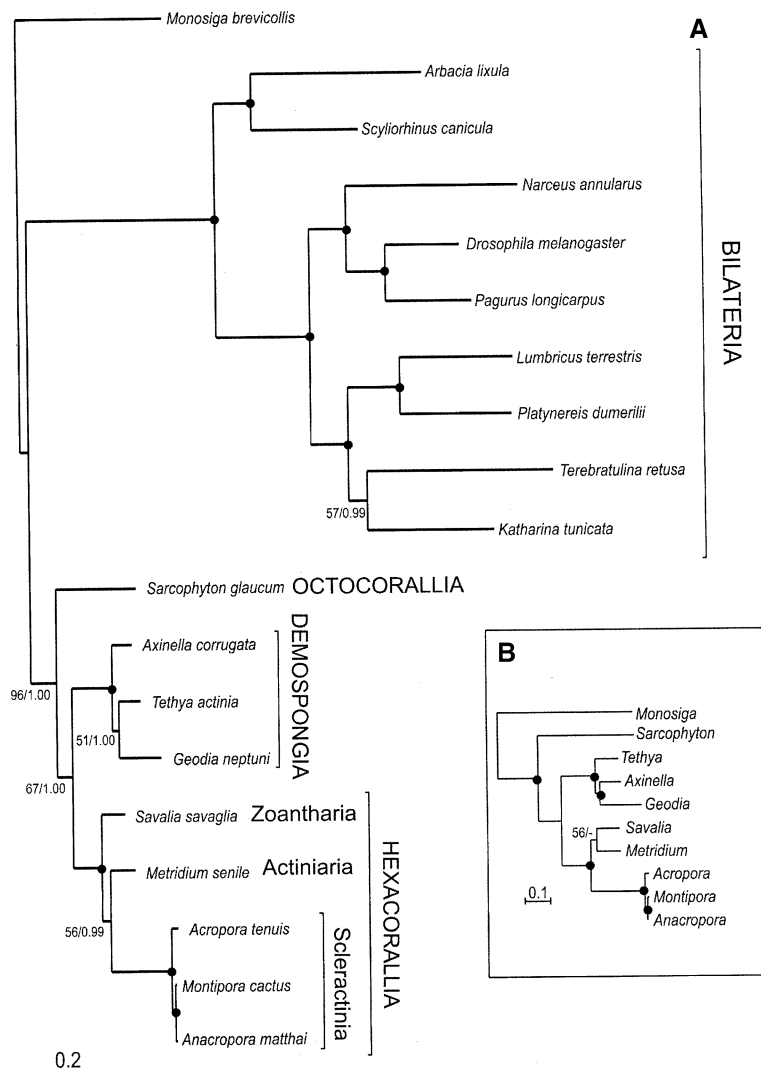 Monosiga brevicollis
A
Arbacia lixula
Scyliorhinus canicula
Narceus annularus
Drosophila melanogaster
Pagurus longicarpus
BILATERIA
Lumbricus terrestris
Platynereis dumerilii
Terebratulina retusa
57/0.99
Katharina tunicata
Sarcophyton glaucum OCTOCORALLIA
Axinella corrugata
DEMOSPONGIA
96/1.00
Tethya actinia
51/1.00
Geodia neptuni
67/1.00
Savalia savaglia Zoantharia
Metridium senile Actiniaria
HEXACORALLIA
56/0.99
Acropora tenuis
Scleractinia
Montipora cactus
Anacropora matthai
0.2
B
Monosiga
Sarcophyton
Tethya
Axinella
Geodia
56/-
Savalia
Metridium
Acropora
0.1
Montipora
Anacropora